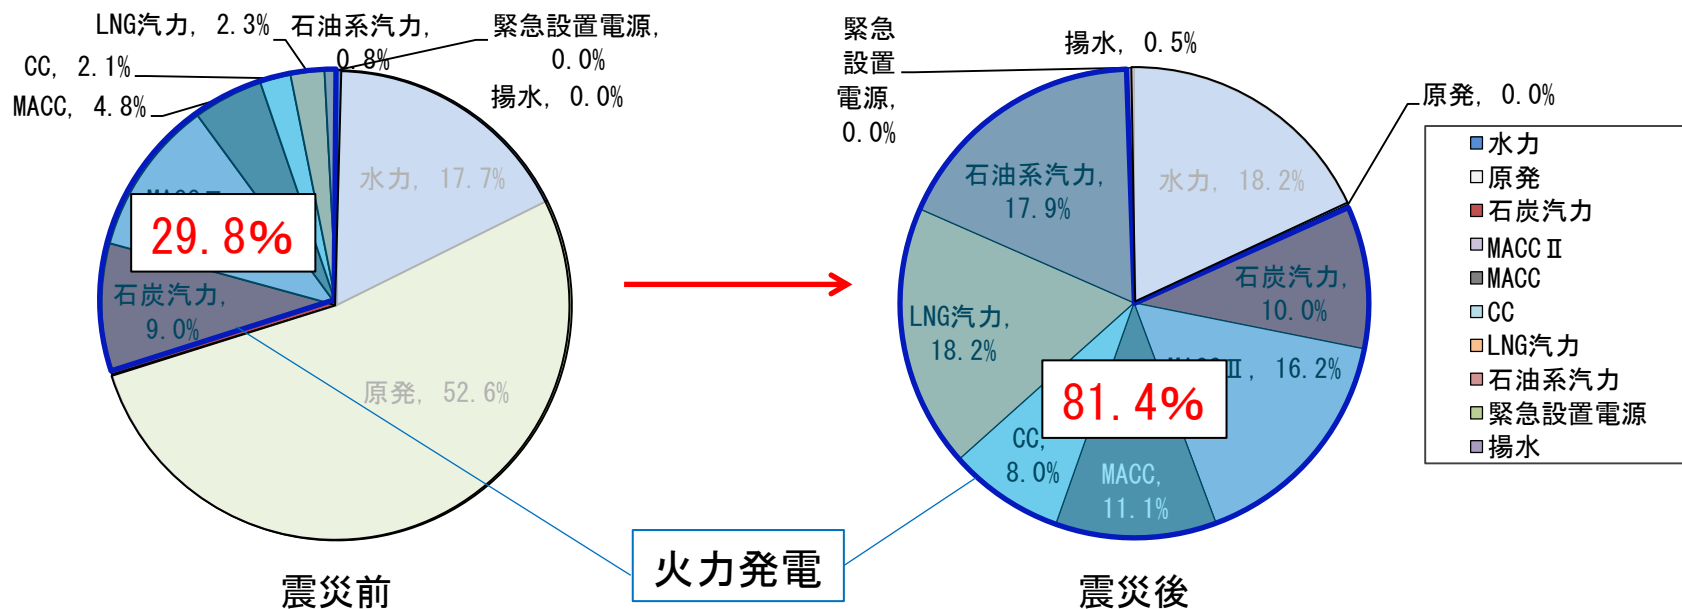 LNG汽力, 2.3%
石油系汽力,
0.8%
緊急設置電源,
0.0%
CC, 2.1%
揚水, 0.0%
MACC, 4.8%
水力, 17.7%
29.8%
石炭汽力,
9.0%
原発, 52.6%
震災前
火力発電
緊急
設置
電源,
0.0%
揚水, 0.5%
原発, 0.0%
石油系汽力,
17.9%
水力, 18.2%
石炭汽力,
10.0%
LNG汽力,
18.2%
Ⅱ, 16.2%
81.4%
CC,
8.0%
MACC,
11.1%
震災後
水力
原発
石炭汽力
MACCⅡ
MACC
CC
LNG汽力
石油系汽力
緊急設置電源
揚水